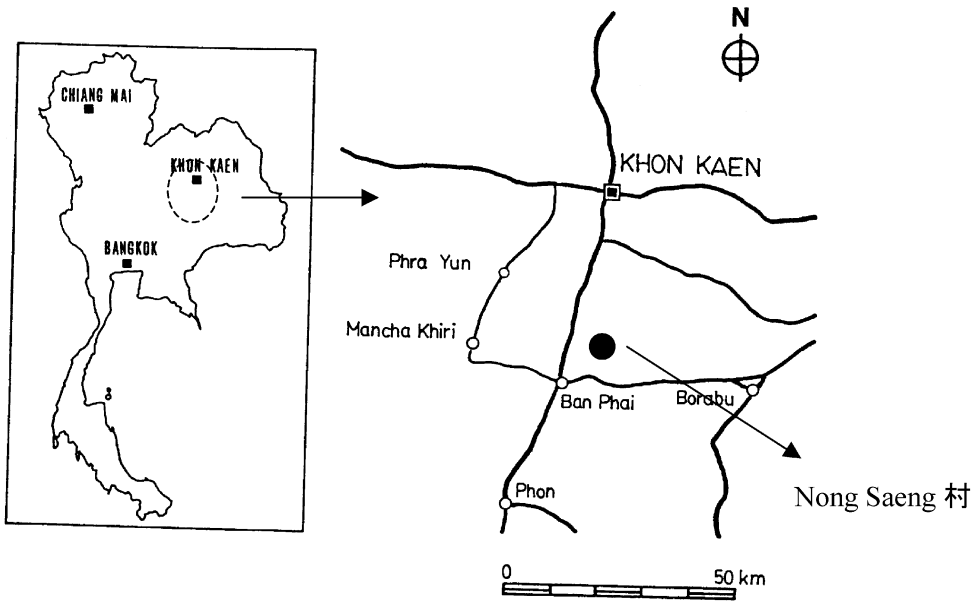 CHIANG MAI
KHON KAEN
BANGKOK
N
KHON KAEN
Phra Yun
Mancha Khiri
Ban Phai
Borabu
Phon
Nong Saeng 村
0
50 km